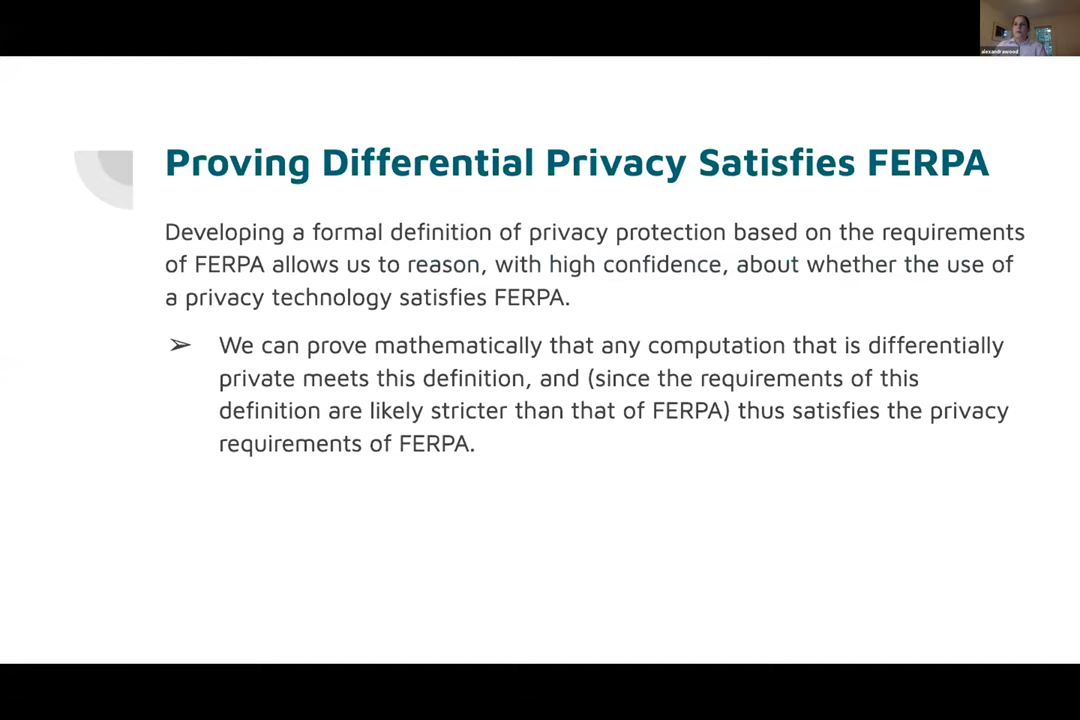 alexandrawood
Proving Differential Privacy Satisfies FERPA
Developing a formal definition of privacy protection based on the requirements
of FERPA allows us to reason, with high confidence, about whether the use of
a privacy technology satisfies FERPA.
➢ We can prove mathematically that any computation that is differentially
private meets this definition, and (since the requirements of this
definition are likely stricter than that of FERPA) thus satisfies the privacy
requirements of FERPA.